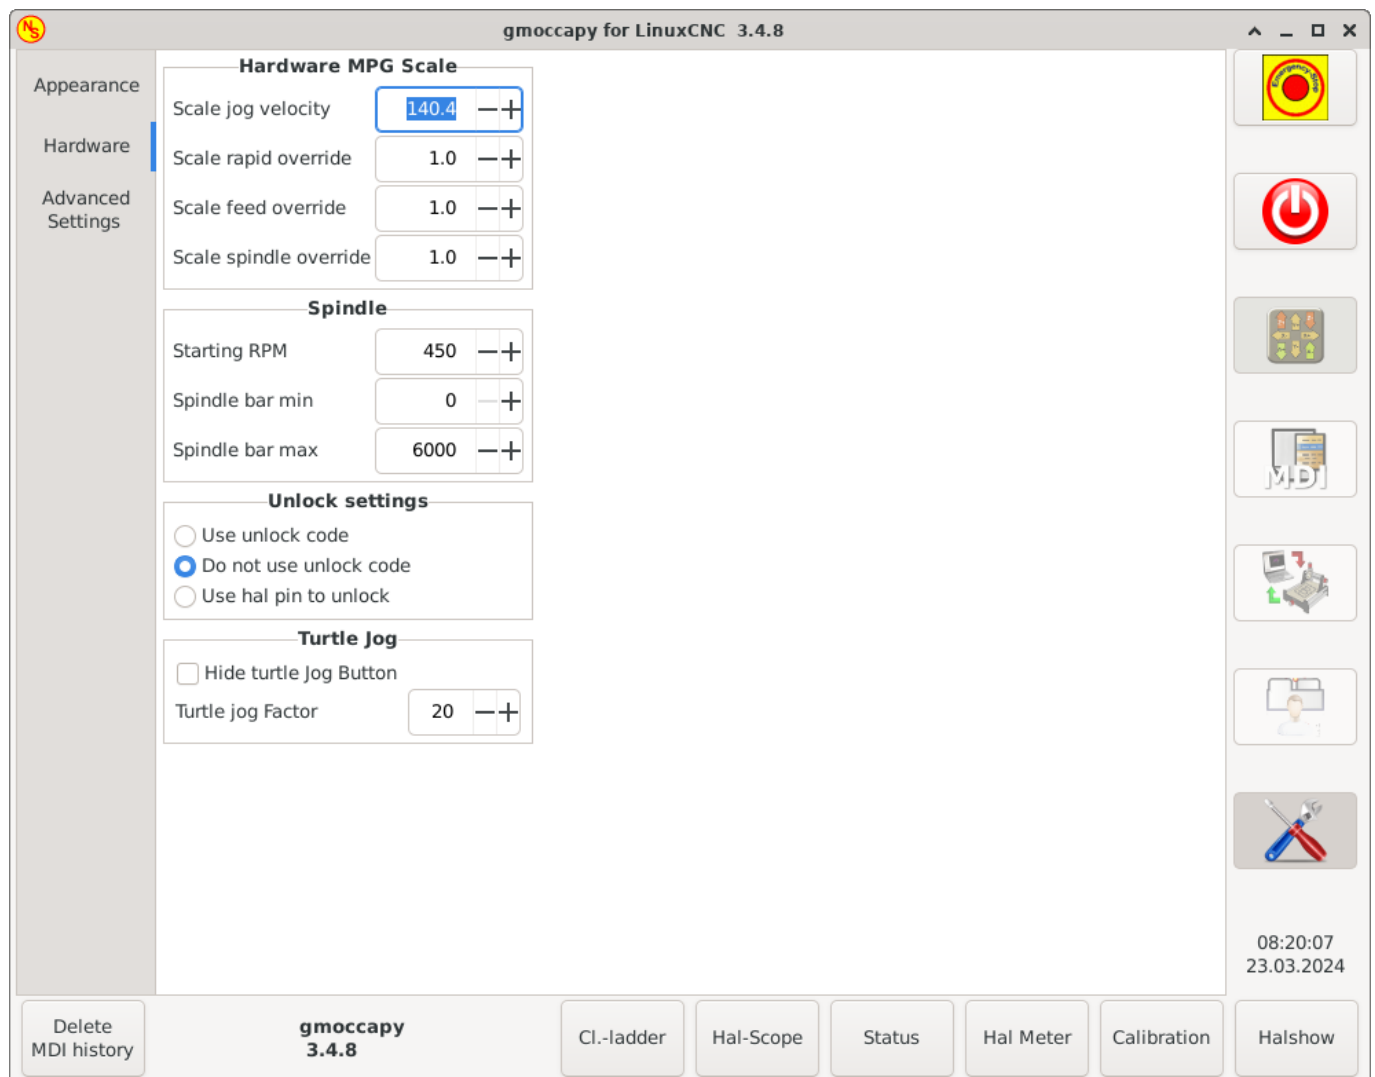 NS
gmoccapy for LinuxCNC 3.4.8
Appearance
Hardware
Advanced
Settings
Hardware MPG Scale
Scale jog velocity 140.4
Scale rapid override 1.0
Scale feed override 1.0
Scale spindle override 1.0
Spindle
Starting RPM 450
Spindle bar min 0
Spindle bar max 6000
Unlock settings
Use unlock code
Do not use unlock code
Use hal pin to unlock
Turtle Jog
Hide turtle Jog Button
Turtle jog Factor 20
Emergency-Stop
MDI
08:20:07
23.03.2024
Delete
MDI history
gmoccapy
3.4.8
Cl.-ladder
Hal-Scope
Status
Hal Meter
Calibration
Halshow